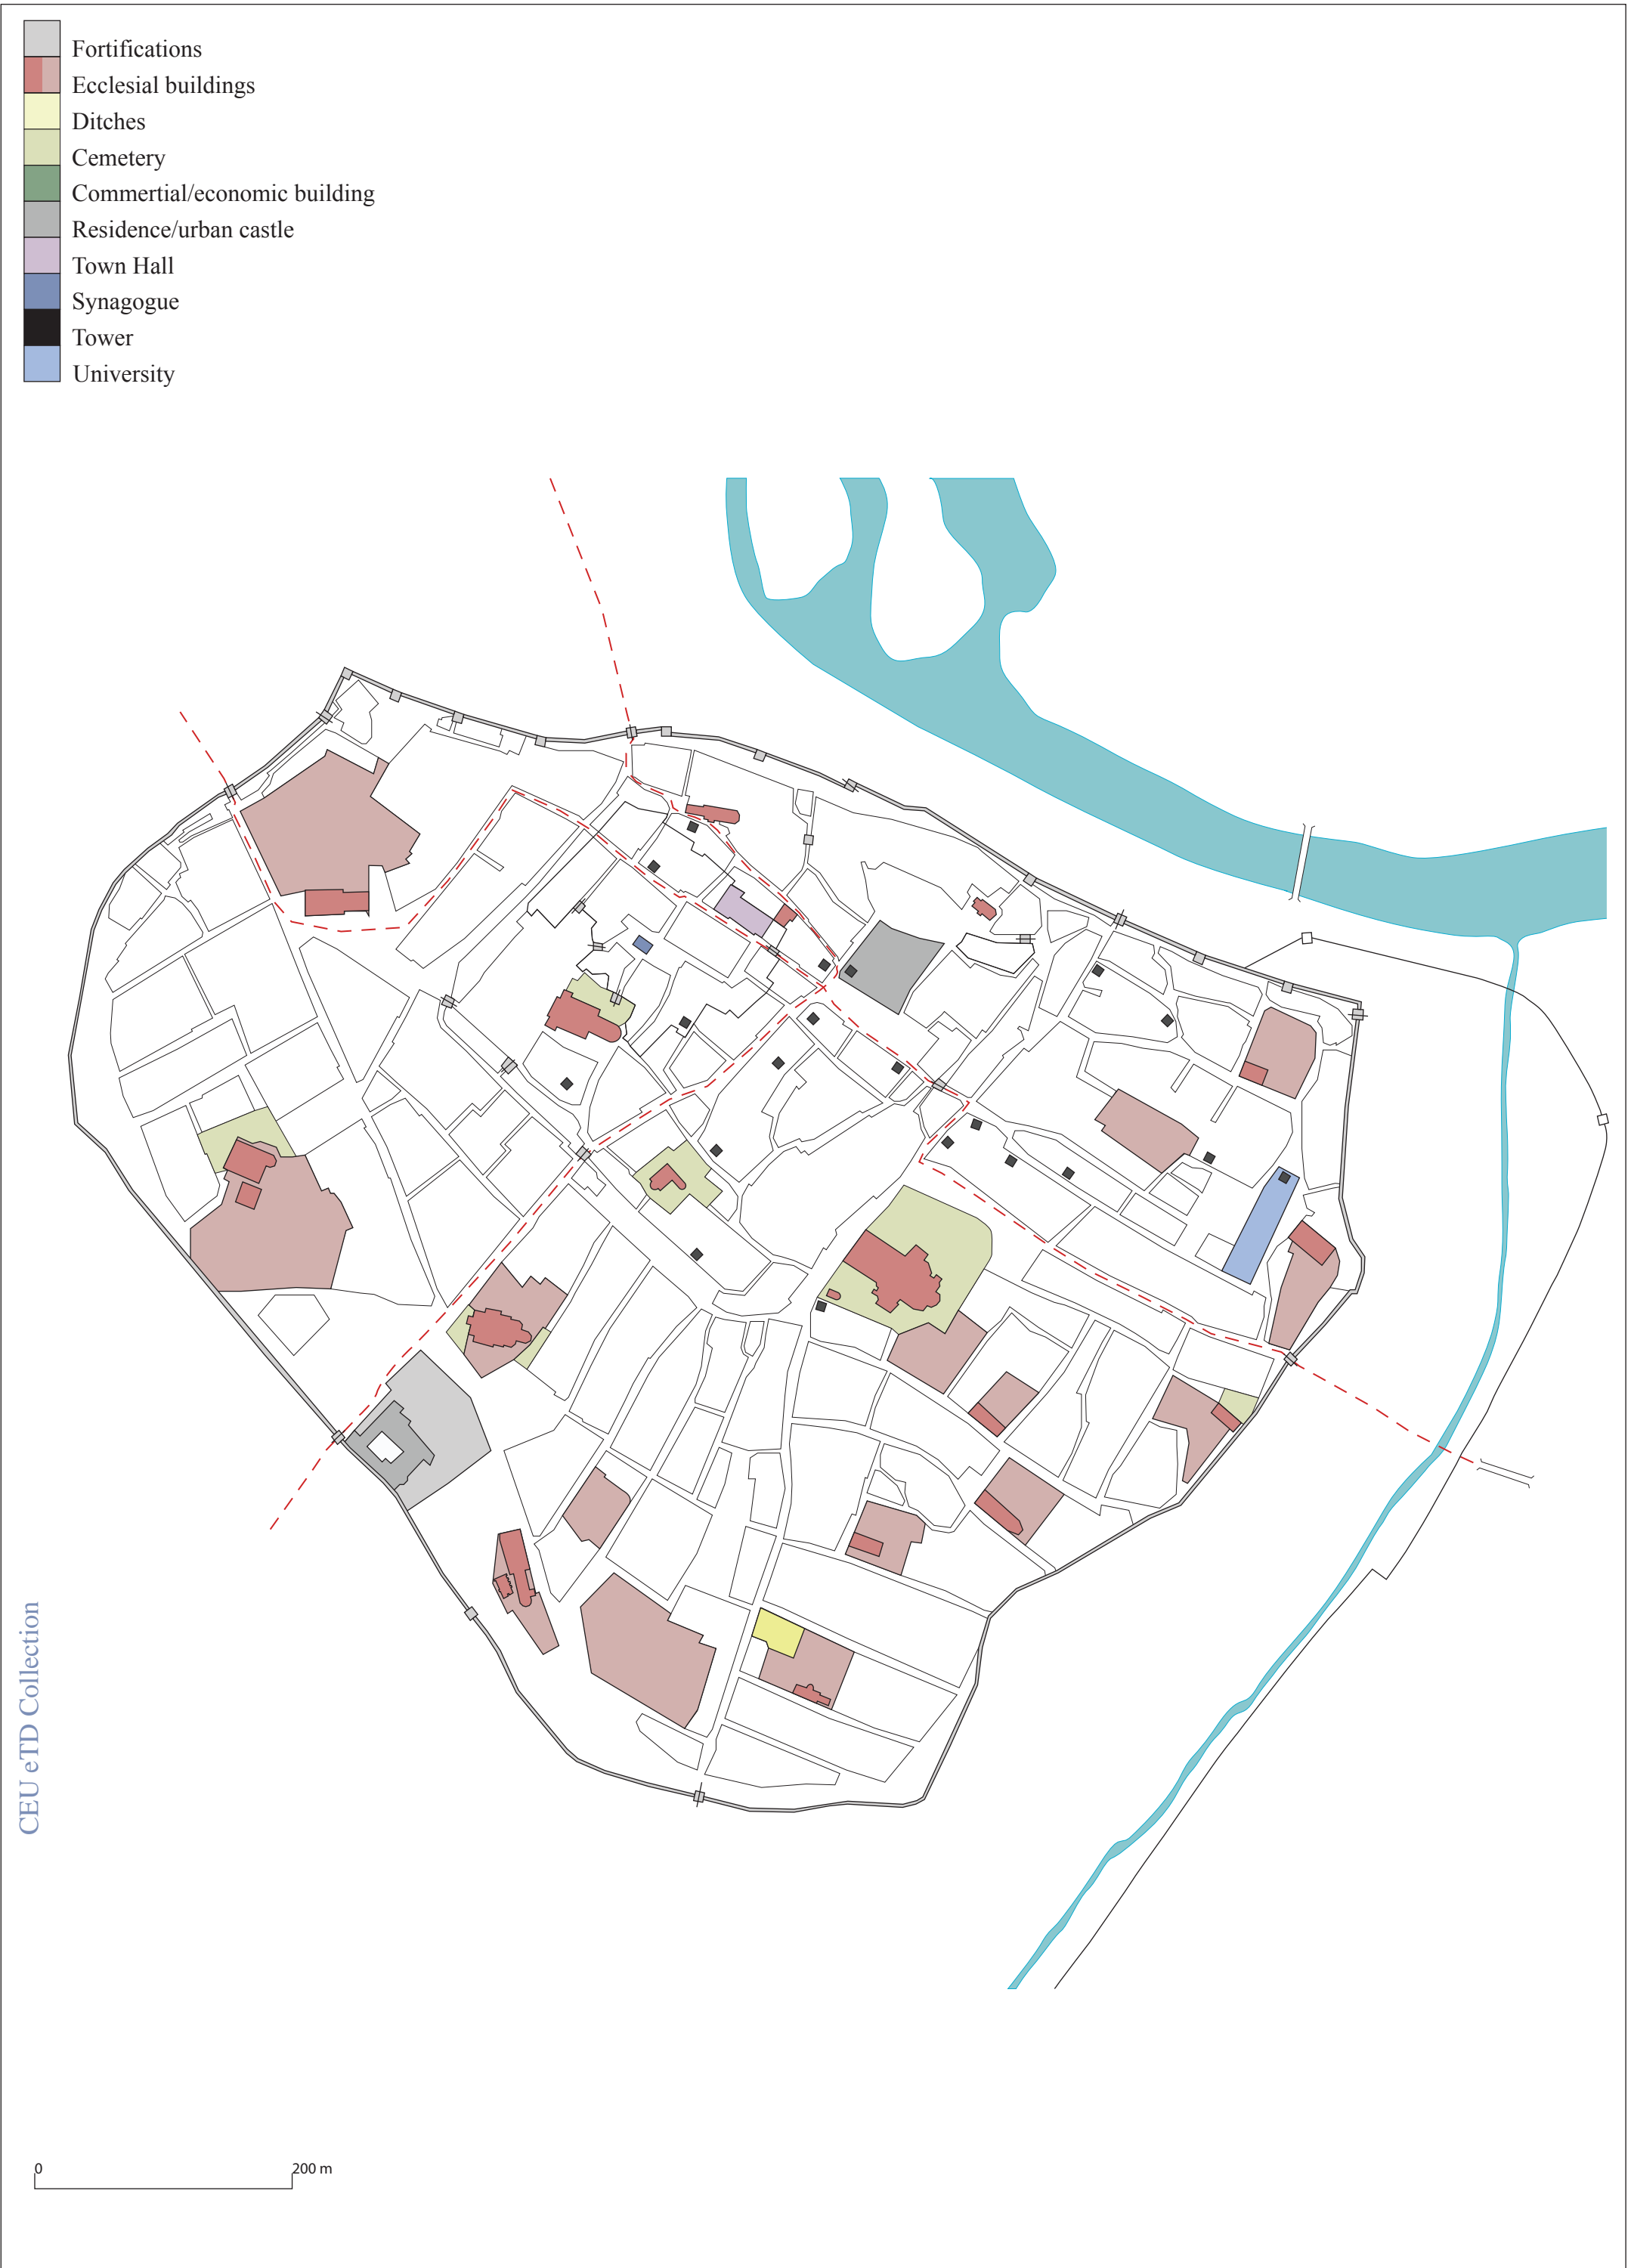 Fortifications
Ecclesial buildings
Ditches
Cemetery
Commertial/economic building
Residence/urban castle
Town Hall
Synagogue
Tower
University
CEU eTD Collection
0
200 m